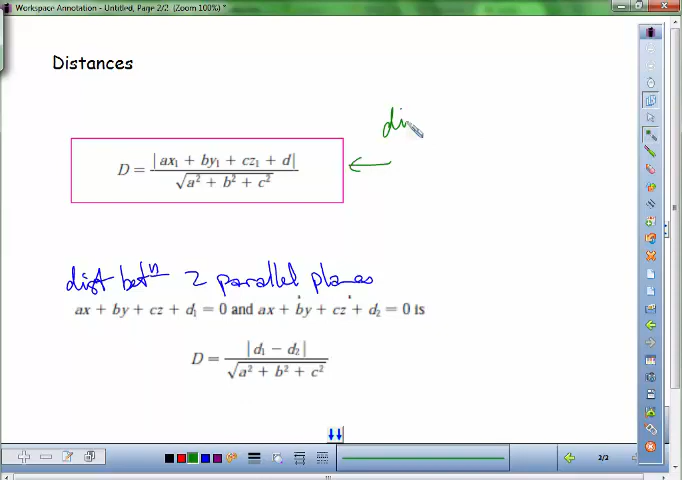 Workspace Annotation - Untitled, Page 2/2 (Zoom 100%) *
Distances
di
D = | ax₁ + by₁ + cz₁ + d | / √a² + b² + c²
dist betⁿ 2 parallel planes
ax + by + cz + d₁ = 0 and ax + by + cz + d₂ = 0 is
D = | d₁ − d₂ | / √a² + b² + c²
2/2